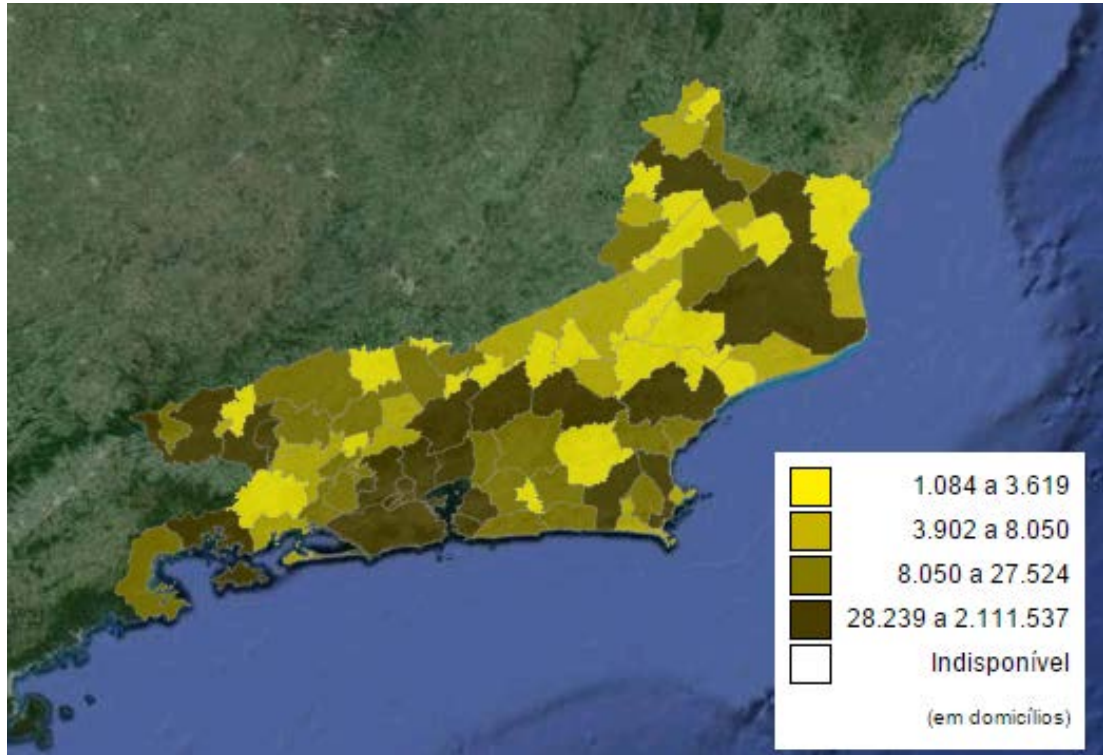 1.084 a 3.619
3.902 a 8.050
8.050 a 27.524
28.239 a 2.111.537
Indisponível
(em domicílios)